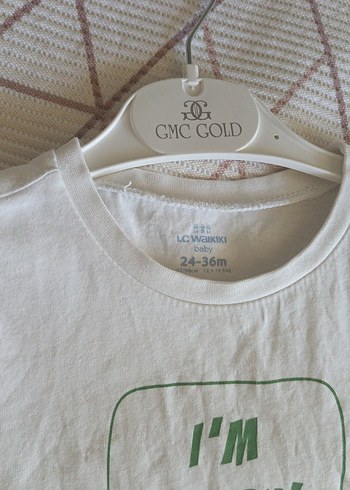 GMC GOLD
LC WAIKIKI
baby
24-36m
I'M